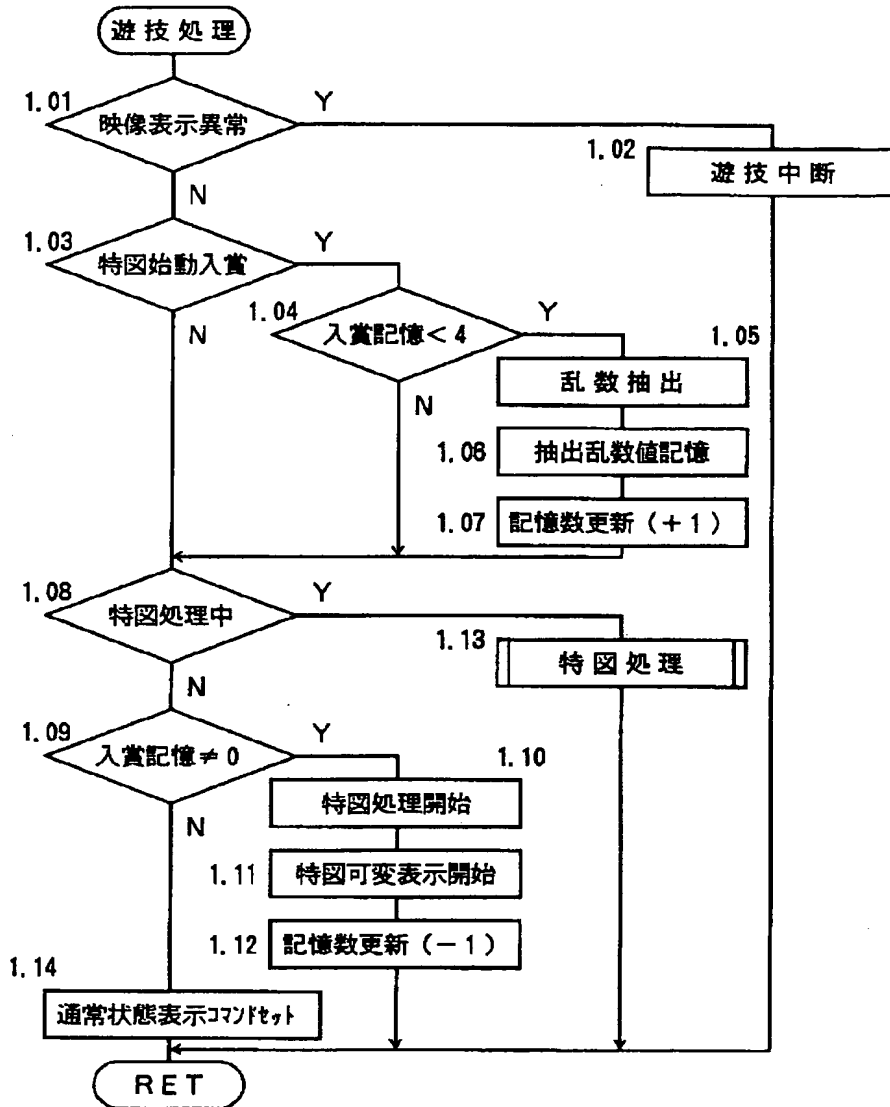 遊技処理
1.01
映像表示異常
Y
N
1.02
遊技中断
1.03
特図始動入賞
Y
N
1.04
入賞記憶<4
Y
N
1.05
乱数抽出
1.06
抽出乱数値記憶
1.07
記憶数更新(+1)
1.08
特図処理中
Y
N
1.13
特図処理
1.09
入賞記憶≠0
Y
N
1.10
特図処理開始
1.11
特図可変表示開始
1.12
記憶数更新(-1)
1.14
通常状態表示コマンドセット
RET